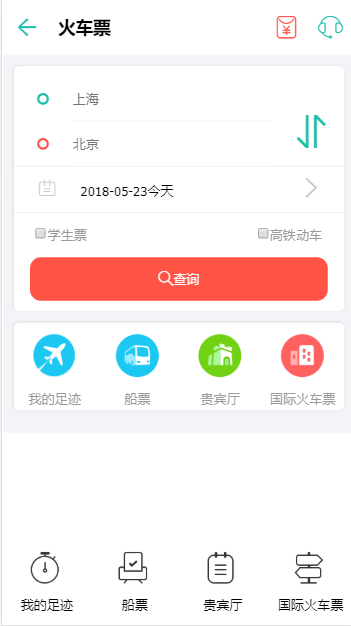 火车票
上海
北京
2018-05-23今天
学生票 高铁动车
查询
我的足迹 船票 贵宾厅 国际火车票
我的足迹 船票 贵宾厅 国际火车票